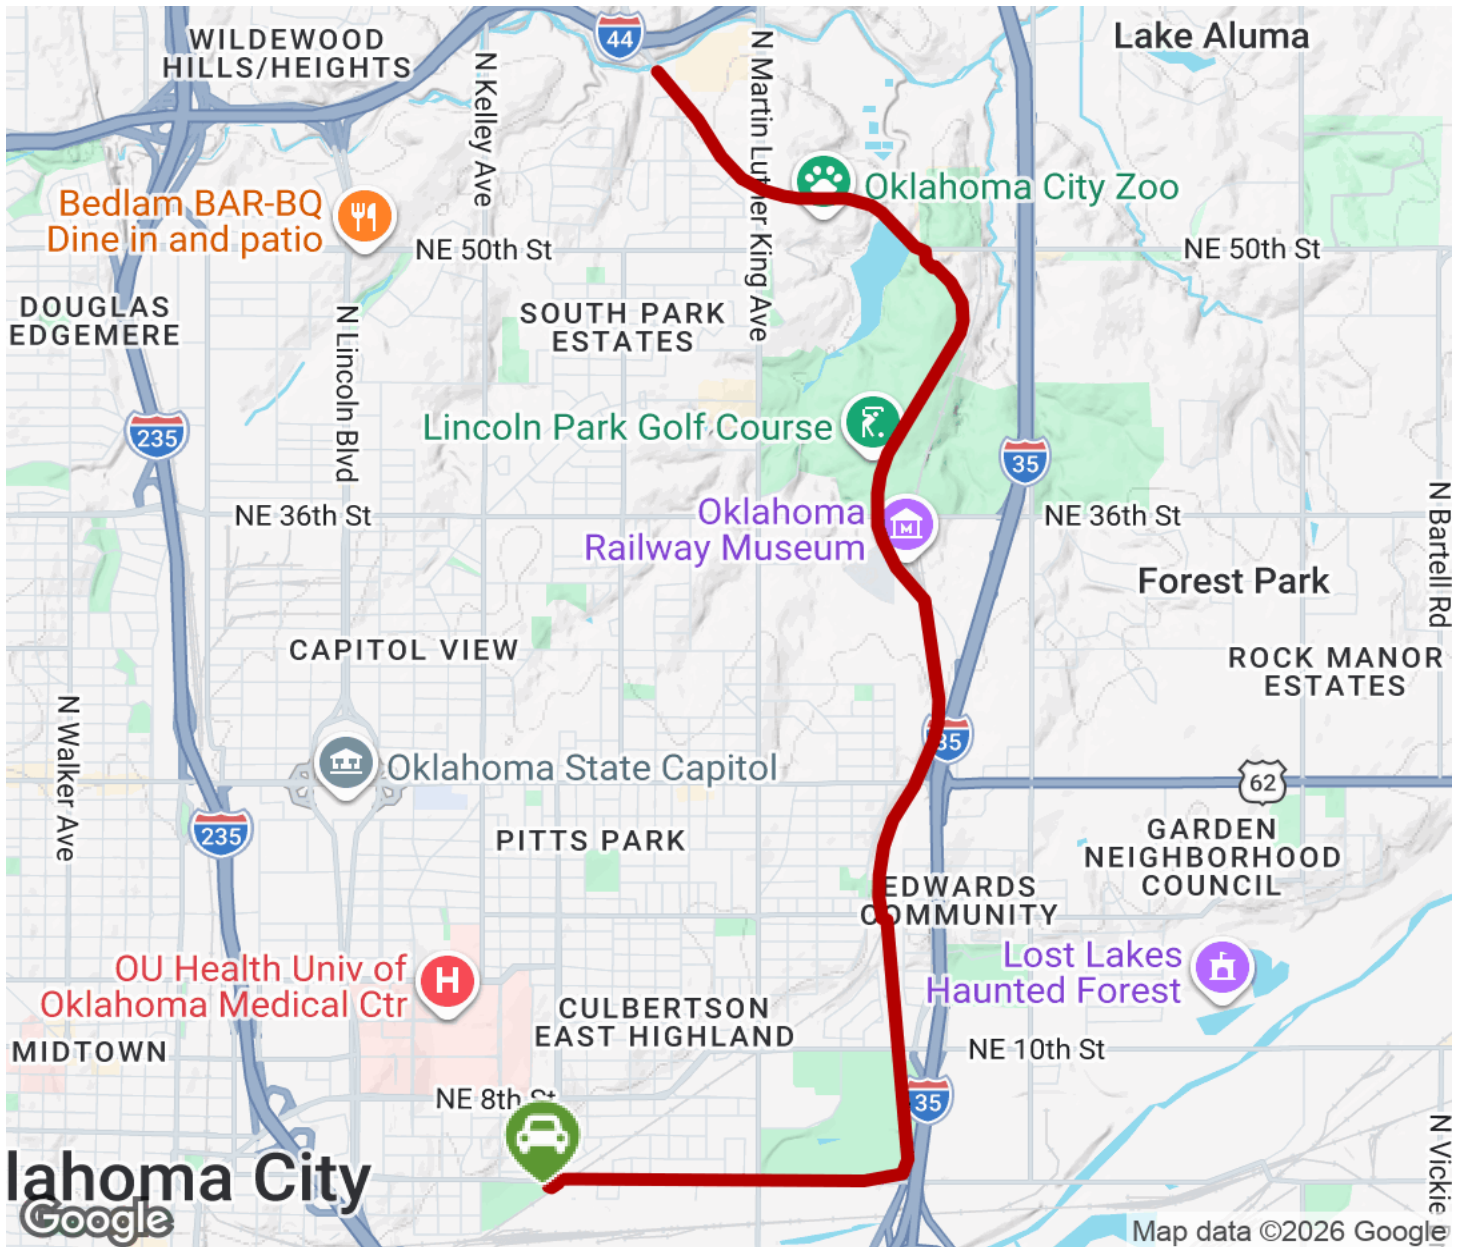 WILDEWOOD
HILLS/HEIGHTS
44
Lake Aluma
N Kelley Ave
N Martin Luther King Ave
Bedlam BAR-BQ
Dine in and patio
Oklahoma City Zoo
NE 50th St
NE 50th St
DOUGLAS
EDGEMERE
N Lincoln Blvd
SOUTH PARK
ESTATES
235
Lincoln Park Golf Course
35
NE 36th St
Oklahoma
Railway Museum
NE 36th St
N Bartell Rd
Forest Park
CAPITOL VIEW
ROCK MANOR
ESTATES
N Walker Ave
35
Oklahoma State Capitol
62
235
PITTS PARK
GARDEN
NEIGHBORHOOD
COUNCIL
EDWARDS
COMMUNITY
OU Health Univ of
Oklahoma Medical Ctr
H
Lost Lakes
Haunted Forest
CULBERTSON
EAST HIGHLAND
MIDTOWN
NE 10th St
NE 8th St
35
N Vickie
lahoma City
Google
Map data ©2026 Google